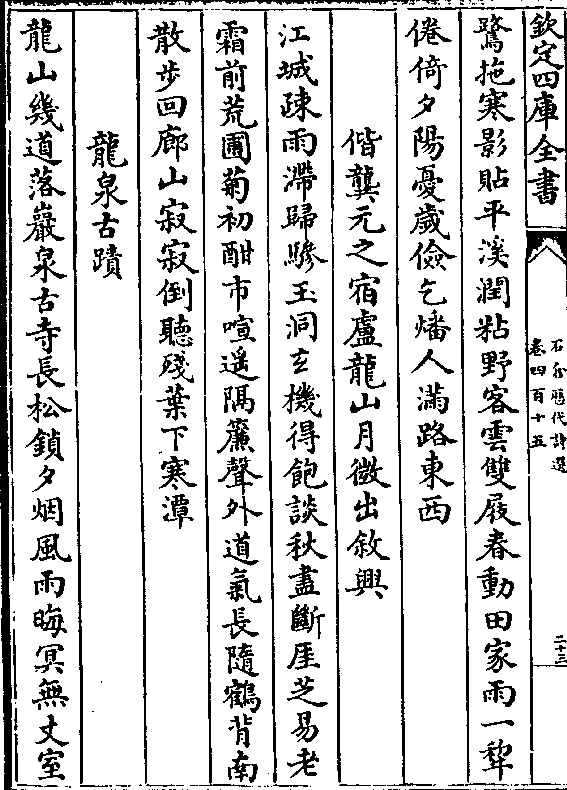 欽定四庫全書
石倉歷代詩選
卷四百十五
二十三
鷺拖寒影貼平溪潤粘野客雲雙屐春動田家雨一犂
倦倚夕陽憂歲儉乞燔人滿路東西
偕龔元之宿盧龍山月微出敘興
江城疎雨滯歸驂玉洞𤣥機得飽談秋盡斷厓芝易老
霜前荒圃菊初酣市喧遥隔簾聲外道氣長隨鶴背南
散步回廊山寂寂倒聽殘葉下寒潭
龍泉古蹟
龍山幾道落巖泉古寺長松鎖夕烟風雨晦冥無丈室